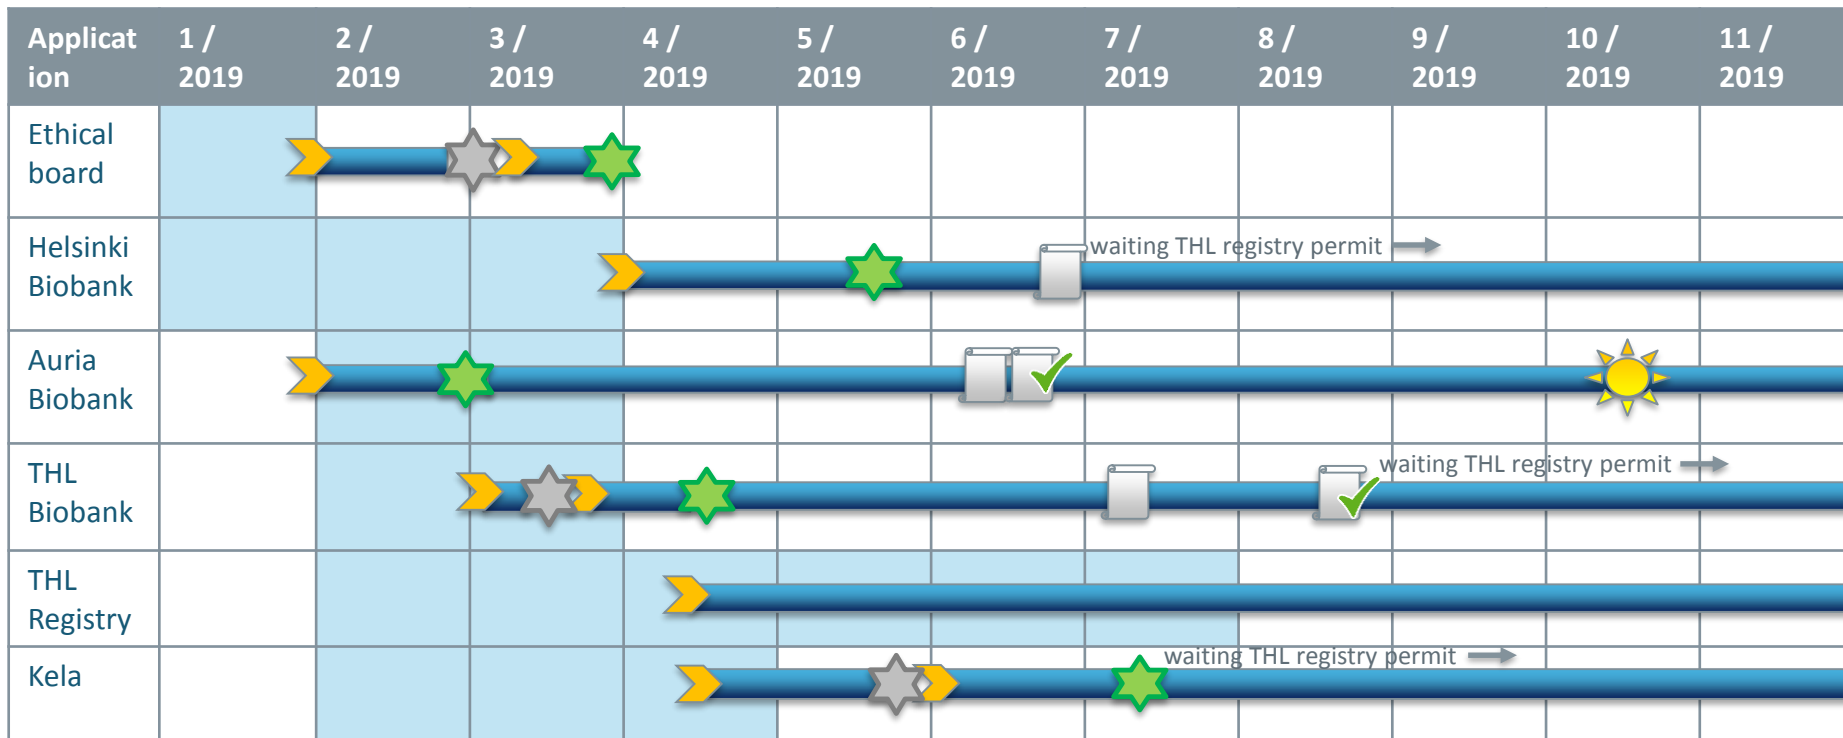 Applicat
ion
1 /
2019
2 /
2019
3 /
2019
4 /
2019
5 /
2019
6 /
2019
7 /
2019
8 /
2019
9 /
2019
10 /
2019
11 /
2019
Ethical
board
Helsinki
Biobank
waiting THL registry permit
Auria
Biobank
THL
Biobank
waiting THL registry permit
THL
Registry
Kela
waiting THL registry permit